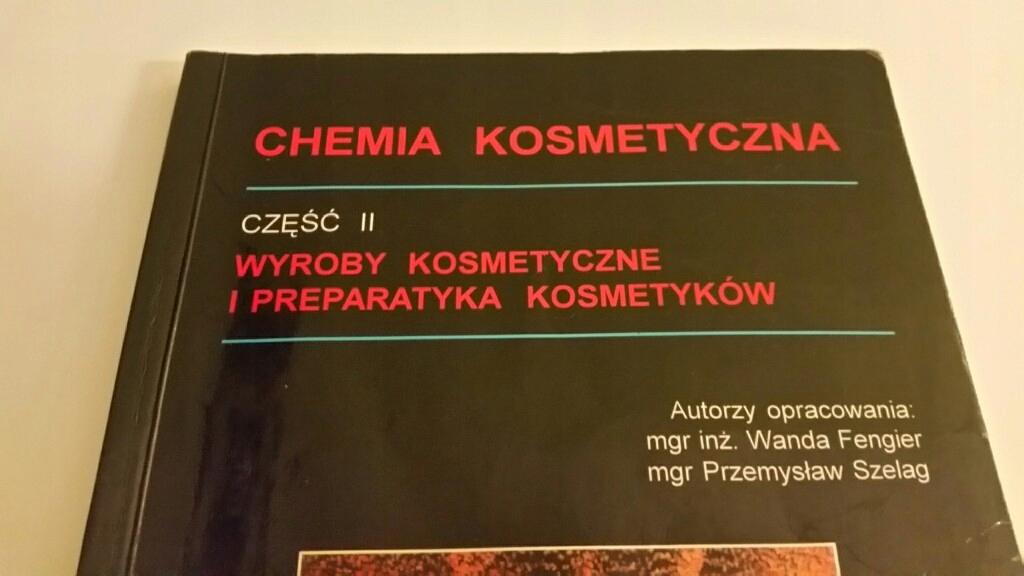 CHEMIA KOSMETYCZNA
CZĘŚĆ II
WYROBY KOSMETYCZNE
I PREPARATYKA KOSMETYKÓW
Autorzy opracowania:
mgr inż. Wanda Fengier
mgr Przemysław Szelag